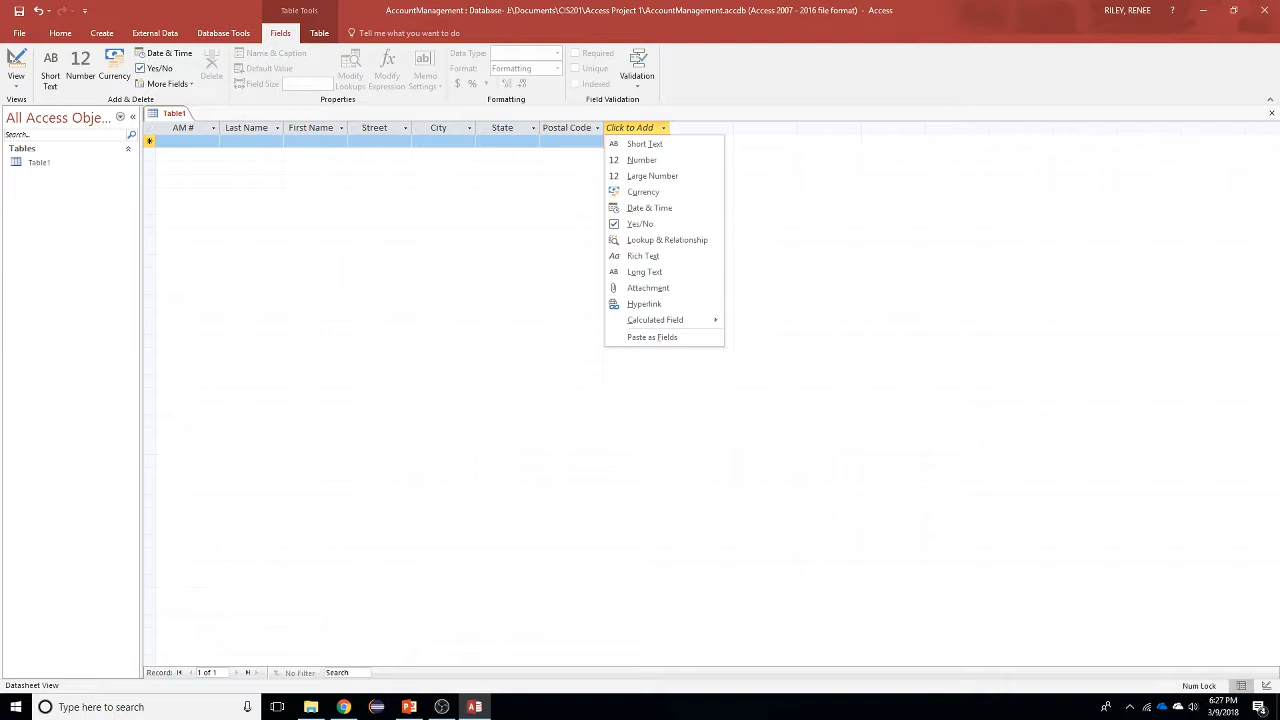 Table Tools
AccountManagement : Database- J:\Documents\CIS201\Access Project 1\AccountManagement.accdb (Access 2007 - 2016 file format) - Access
RILEY, RENEE
File Home Create External Data Database Tools Fields Table Tell me what you want to do
View
Views
AB Short Text
12 Number
Currency
Date & Time
Yes/No
More Fields
Delete
Add & Delete
Name & Caption
Default Value
Field Size
Modify Lookups
fx Modify Expression
ab Memo Settings
Properties
Data Type:
Format: Formatting
$ % ,
Formatting
Required
Unique
Indexed
Validation
Field Validation
All Access Obje...
Search...
Tables
Table1
Table1
AM # Last Name First Name Street City State Postal Code Click to Add
AB Short Text
12 Number
12 Large Number
Currency
Date & Time
Yes/No
Lookup & Relationship
Aa Rich Text
AB Long Text
Attachment
Hyperlink
Calculated Field
Paste as Fields
Record: 1 of 1 No Filter Search
Datasheet View
Num Lock
Type here to search
6:27 PM
3/9/2018